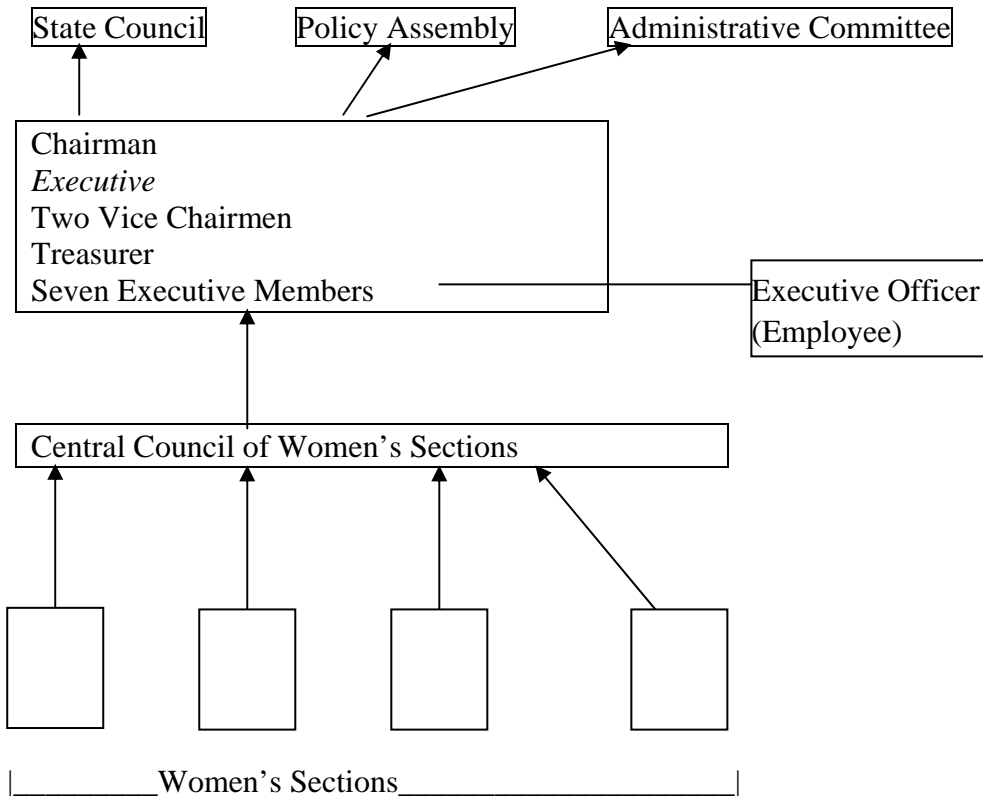 State Council
Policy Assembly
Administrative Committee
Chairman
Executive
Two Vice Chairmen
Treasurer
Seven Executive Members
Executive Officer
(Employee)
Central Council of Women’s Sections
|_________Women’s Sections_____________________|